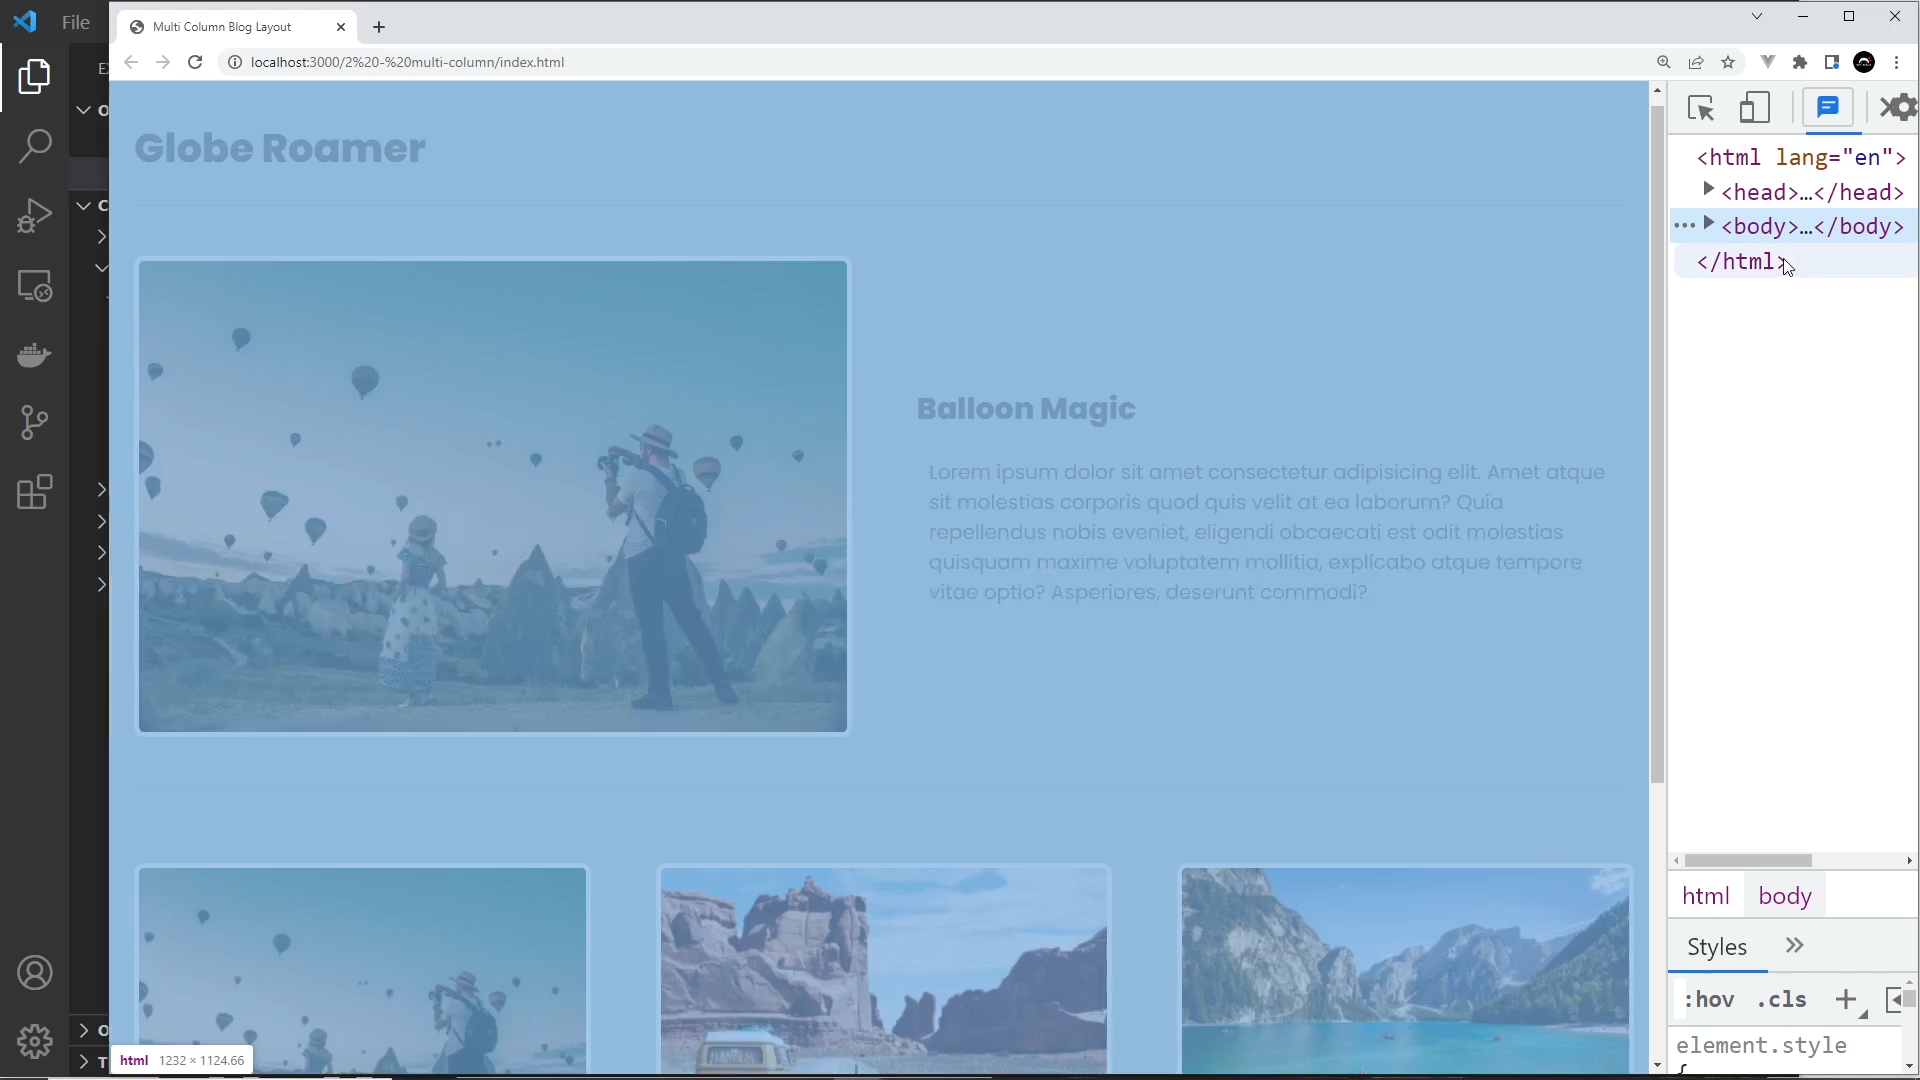 File
Multi Column Blog Layout
localhost:3000/2%20-%20multi-column/index.html
Globe Roamer
Balloon Magic
Lorem ipsum dolor sit amet consectetur adipisicing elit. Amet atque
sit molestias corporis quod quis velit at ea laborum? Quia
repellendus nobis eveniet, eligendi obcaecati est odit molestias
quisquam maxime voluptatem mollitia, explicabo atque tempore
vitae optio? Asperiores, deserunt commodi?
html 1232 × 1124.66
<html lang="en">
<head>…</head>
<body>…</body>
</html>
html body
Styles
:hov .cls
element.style
{